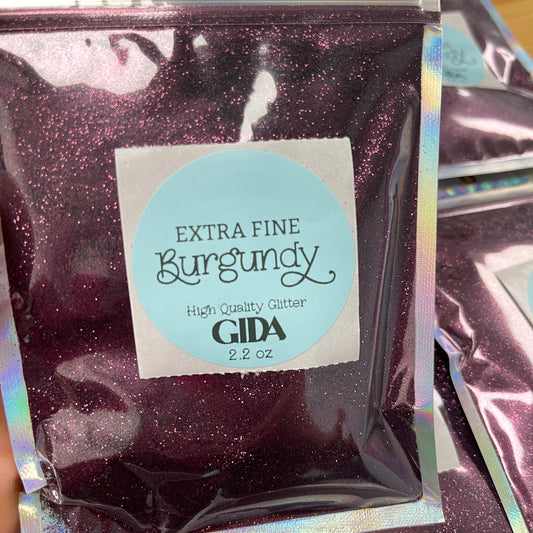 EXTRA FINE
Burgundy
High Quality Glitter
GIDA
2.2 oz